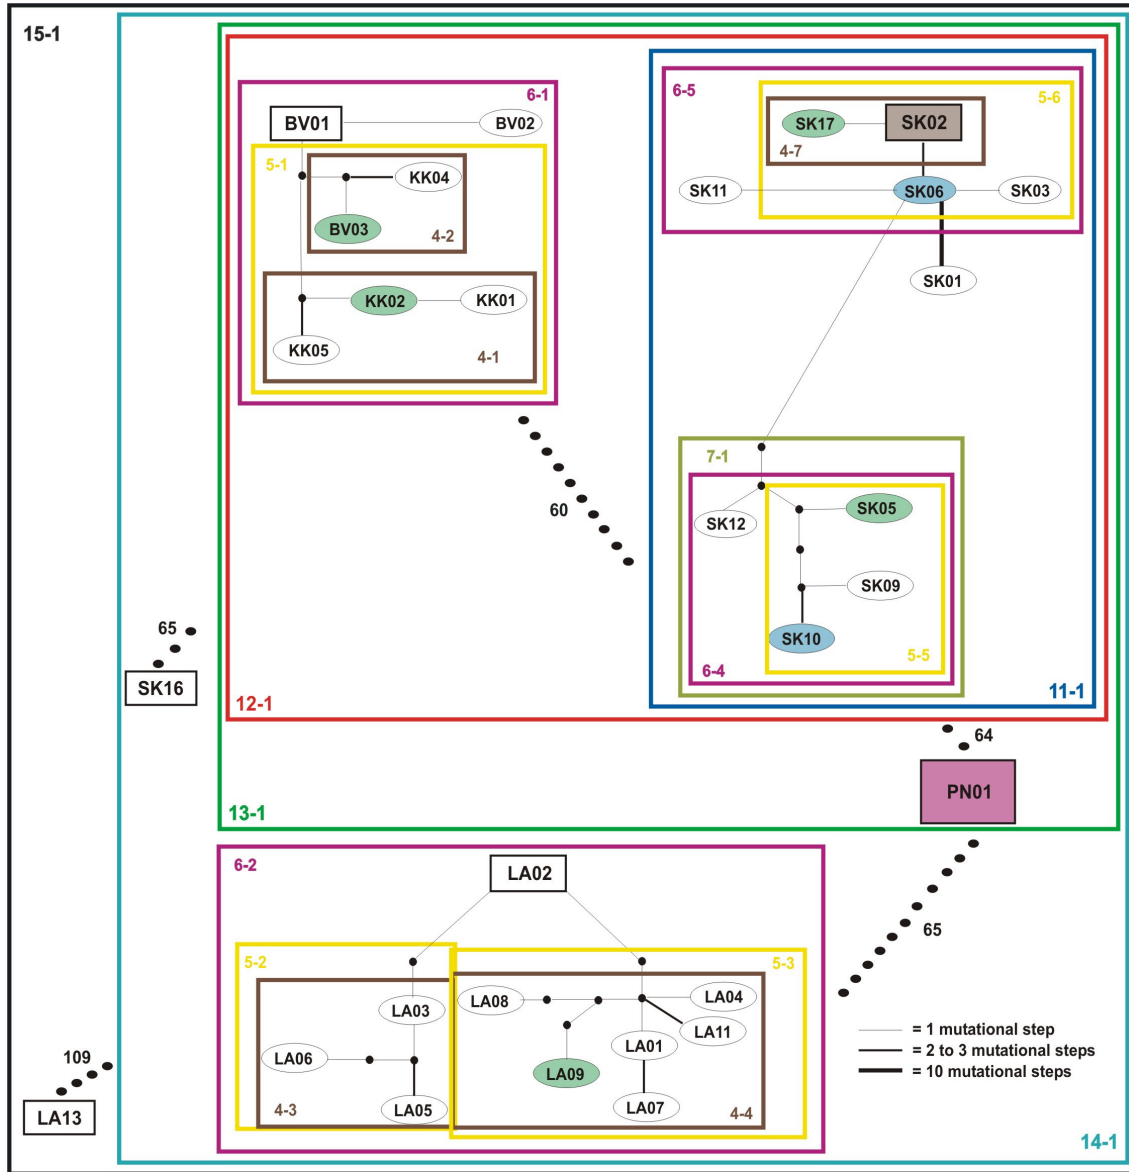 15-1
6-1
BV01
BV02
5-1
KK04
BV03
4-2
KK02
KK01
KK05
4-1
6-5
5-6
SK17
SK02
4-7
SK11
SK06
SK03
SK01
60
7-1
SK12
SK05
SK09
SK10
5-5
6-4
11-1
12-1
65
SK16
64
PN01
13-1
6-2
LA02
65
5-2
5-3
LA03
LA08
LA04
LA11
LA06
LA01
LA09
LA05
LA07
4-3
4-4
109
LA13
= 1 mutational step
= 2 to 3 mutational steps
= 10 mutational steps
14-1